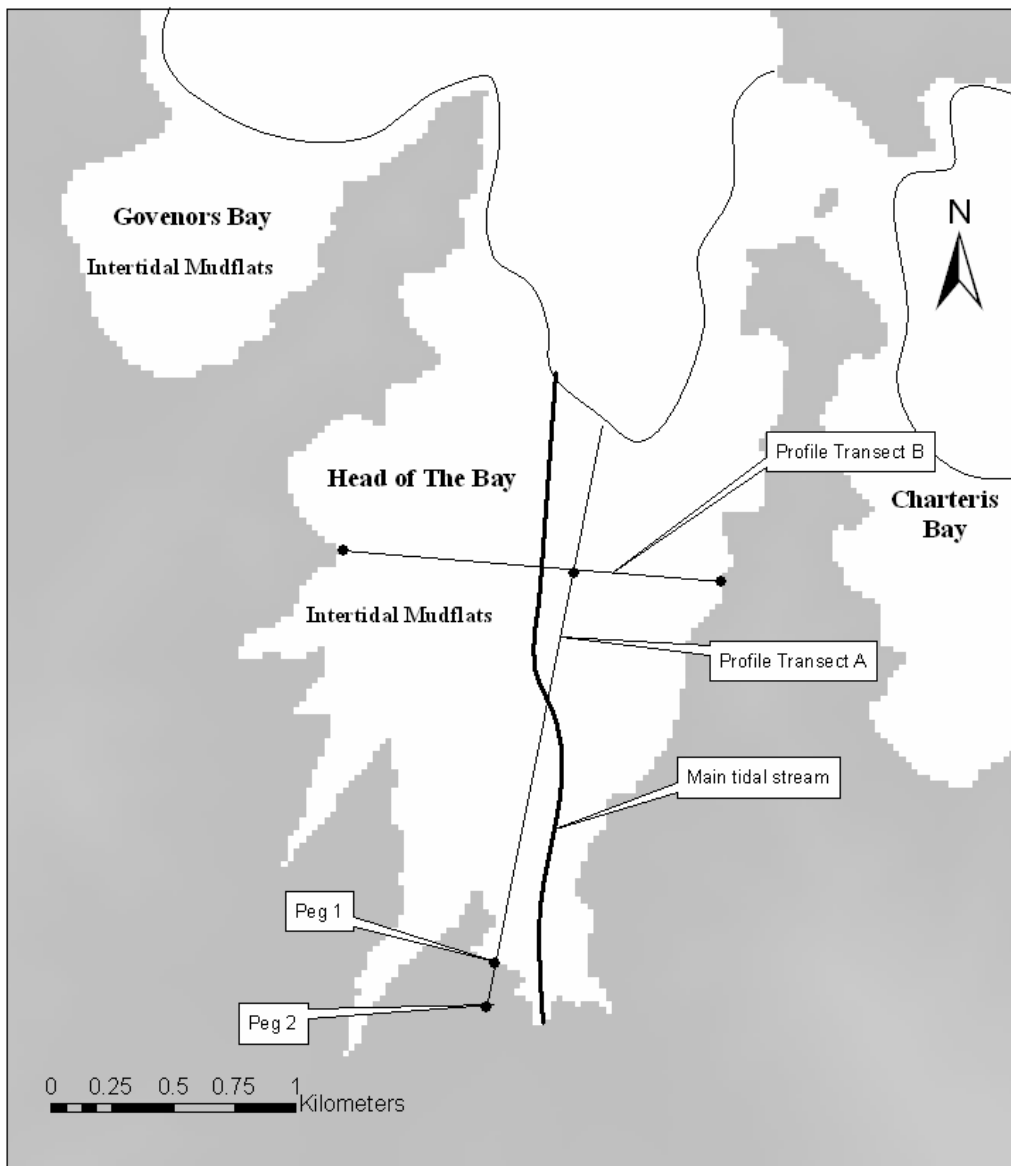 Govenors Bay
Intertidal Mudflats
N
Profile Transect B
Head of The Bay
Charteris
Bay
Intertidal Mudflats
Profile Transect A
Main tidal stream
Peg 1
Peg 2
0 0.25 0.5 0.75 1
Kilometers